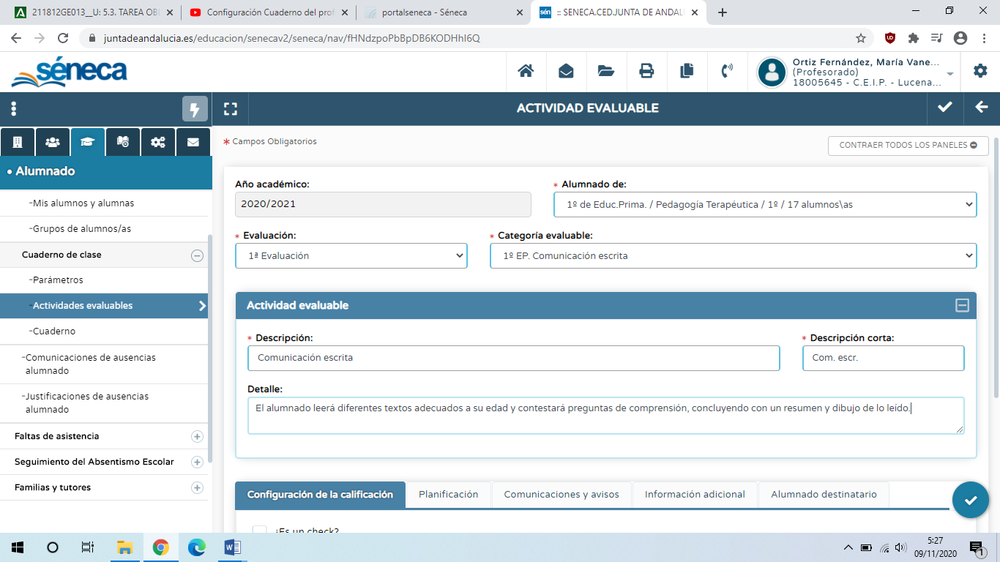 211812GE013__U: 5.3. TAREA OBL
Configuración Cuaderno del prof
portalseneca - Séneca
sén
:: SENECA.CEDJUNTA DE ANDAL
juntadeandalucia.es/educacion/senecav2/seneca/nav/fHNdzpoPbBpDB6KODHhI6Q
séneca
Ortiz Fernández, María Vane...
(Profesorado)
18005645 - C.E.I.P. - Lucena...
ACTIVIDAD EVALUABLE
* Campos Obligatorios
CONTRAER TODOS LOS PANELES
• Alumnado
-Mis alumnos y alumnas
-Grupos de alumnos/as
Cuaderno de clase
-Parámetros
-Actividades evaluables
-Cuaderno
-Comunicaciones de ausencias
alumnado
-Justificaciones de ausencias
alumnado
Faltas de asistencia
Seguimiento del Absentismo Escolar
Familias y tutores
Año académico:
2020/2021
* Alumnado de:
1º de Educ.Prima. / Pedagogía Terapéutica / 1º / 17 alumnos\as
* Evaluación:
1ª Evaluación
* Categoría evaluable:
1º EP. Comunicación escrita
Actividad evaluable
* Descripción:
Comunicación escrita
* Descripción corta:
Com. escr.
Detalle:
El alumnado leerá diferentes textos adecuados a su edad y contestará preguntas de comprensión, concluyendo con un resumen y dibujo de lo leído.
Configuración de la calificación
Planificación
Comunicaciones y avisos
Información adicional
Alumnado destinatario
¿Es un check?
5:27
09/11/2020
1